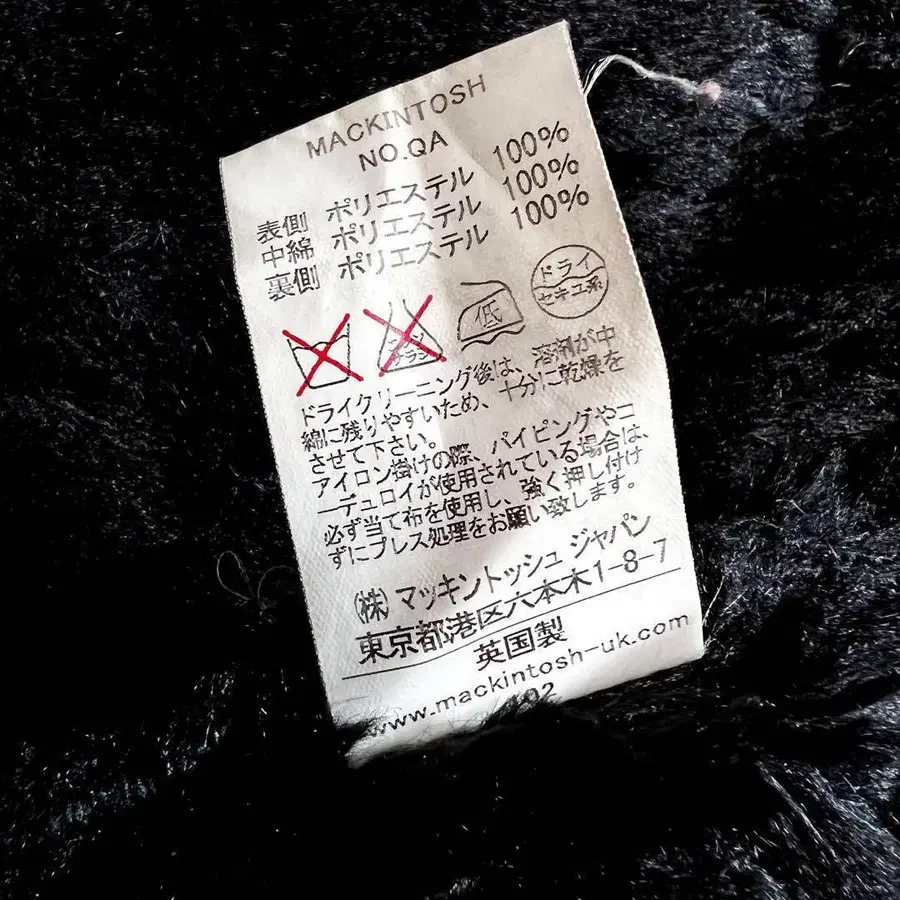 MACKINTOSH
NO.QA
表側 ポリエステル 100%
中綿 ポリエステル 100%
裏側 ポリエステル 100%
低
ドライ
セキユ系
ドライクリーニング後は、溶剤が中
綿に残りやすいため、十分に乾燥を
させて下さい。
アイロン掛けの際、パイピングやコ
ーデュロイが使用されている場合は、
必ず当て布を使用し、強く押し付け
ずにプレス処理をお願い致します。
㈱ マッキントッシュ ジャパン
東京都港区六本木1-8-7
英国製
www.mackintosh-uk.com